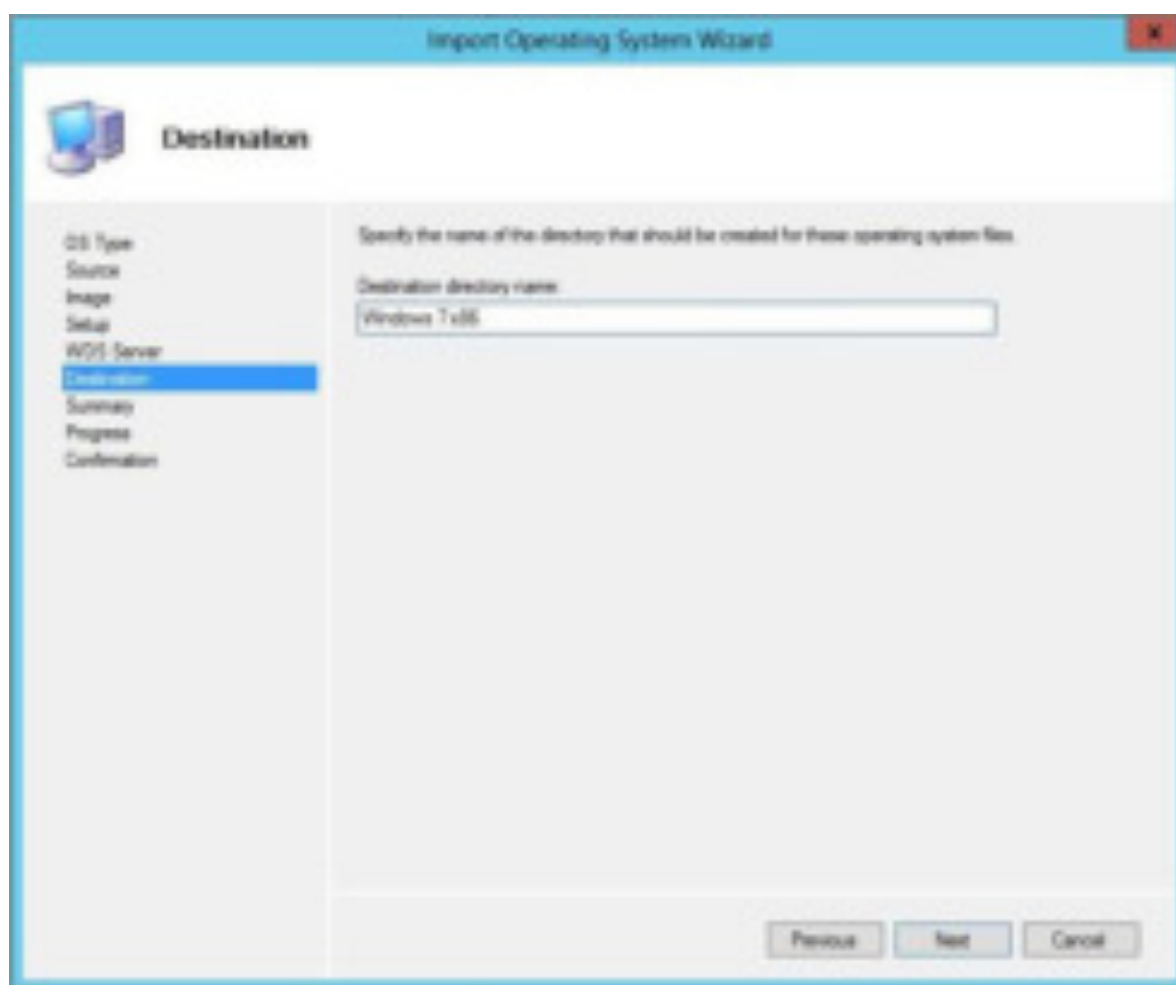 Import Operating System Wizard
x
Destination
OS Type
Source
Image
Setup
WDS Server
Destination
Summary
Progress
Confirmation
Specify the name of the directory that should be created for these operating system files.
Destination directory name:
Windows 7 x86
Previous
Next
Cancel